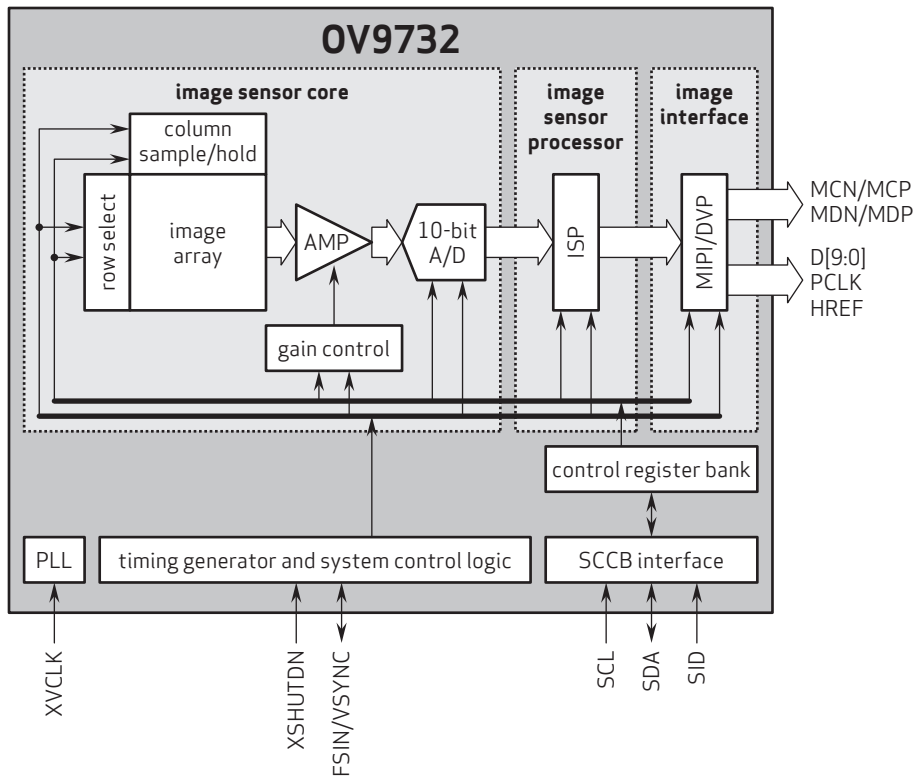 OV9732
image sensor core
image
sensor
processor
image
interface
column
sample/hold
row select
image
array
AMP
10-bit
A/D
ISP
MIPI/DVP
MCN/MCP
MDN/MDP
D[9:0]
PCLK
HREF
gain control
control register bank
PLL
timing generator and system control logic
SCCB interface
XVCLK
XSHUTDN
FSIN/VSYNC
SCL
SDA
SID